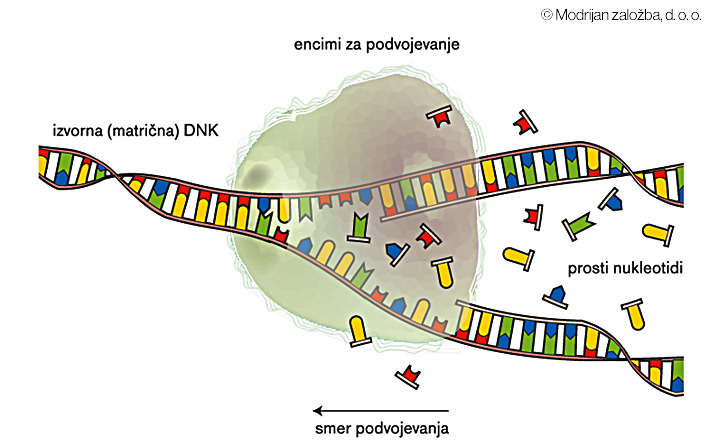 © Modrijan založba, d. o. o.
encimi za podvojevanje
izvorna (matrična) DNK
prosti nukleotidi
smer podvojevanja